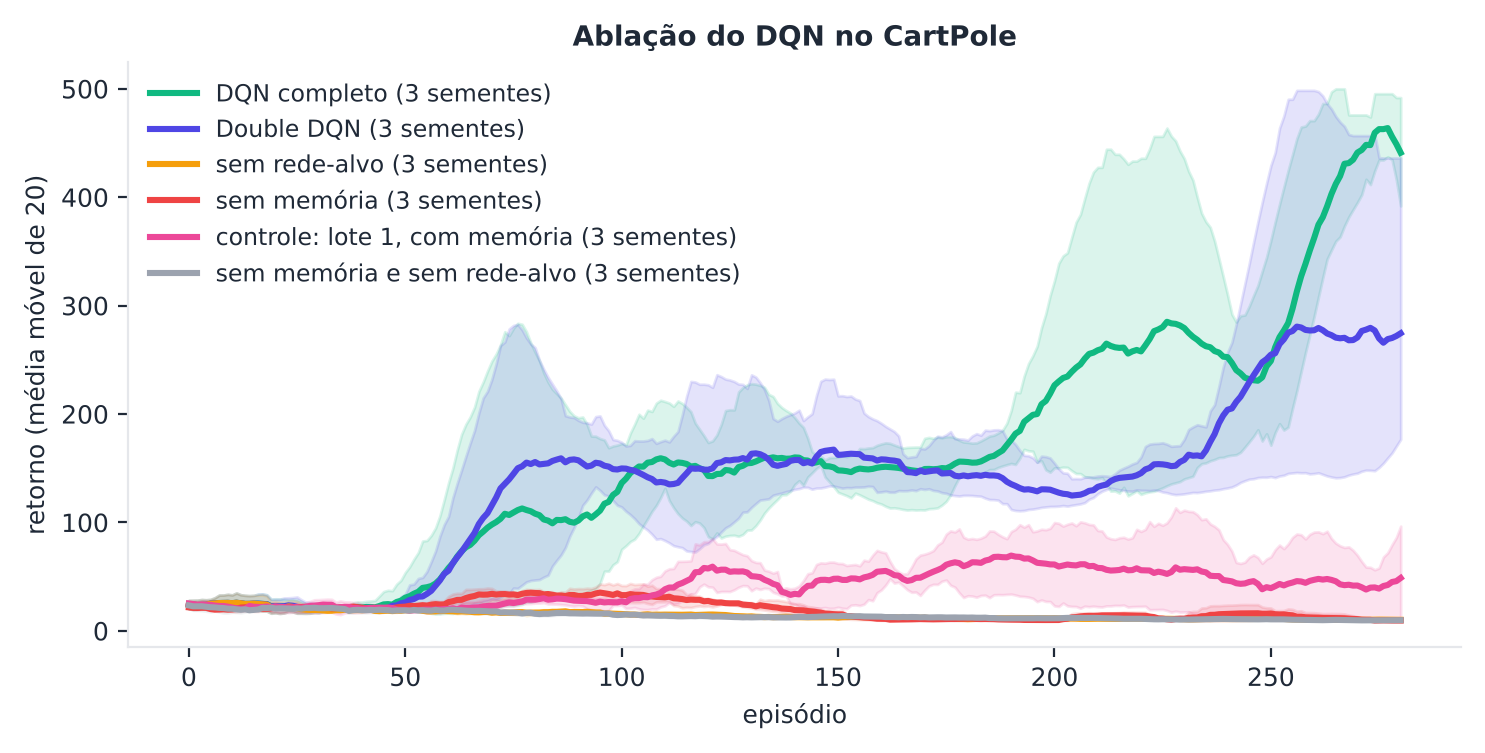 Ablação do DQN no CartPole
DQN completo (3 sementes)
Double DQN (3 sementes)
sem rede-alvo (3 sementes)
sem memória (3 sementes)
controle: lote 1, com memória (3 sementes)
sem memória e sem rede-alvo (3 sementes)
retorno (média móvel de 20)
500
400
300
200
100
0
0 50 100 150 200 250
episódio